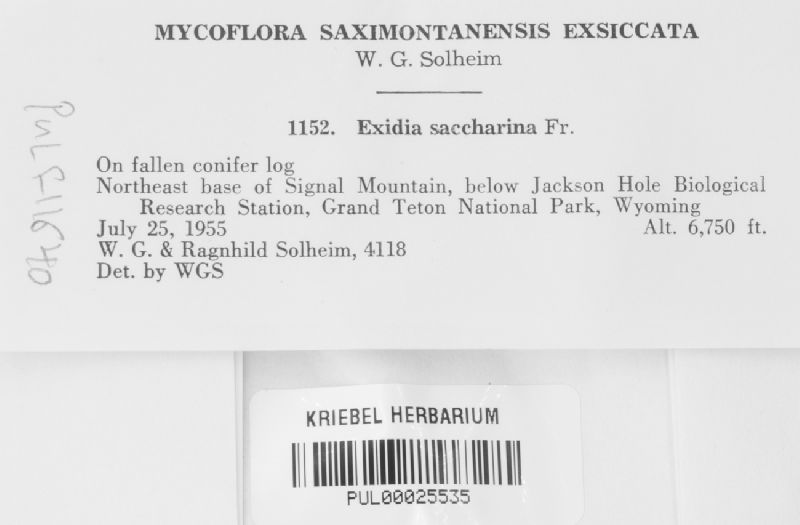 MYCOFLORA SAXIMONTANENSIS EXSICCATA
W. G. Solheim
1152. Exidia saccharina Fr.
On fallen conifer log
Northeast base of Signal Mountain, below Jackson Hole Biological
Research Station, Grand Teton National Park, Wyoming
July 25, 1955 Alt. 6,750 ft.
W. G. & Ragnhild Solheim, 4118
Det. by WGS
PUL F11640
KRIEBEL HERBARIUM
PUL00025535